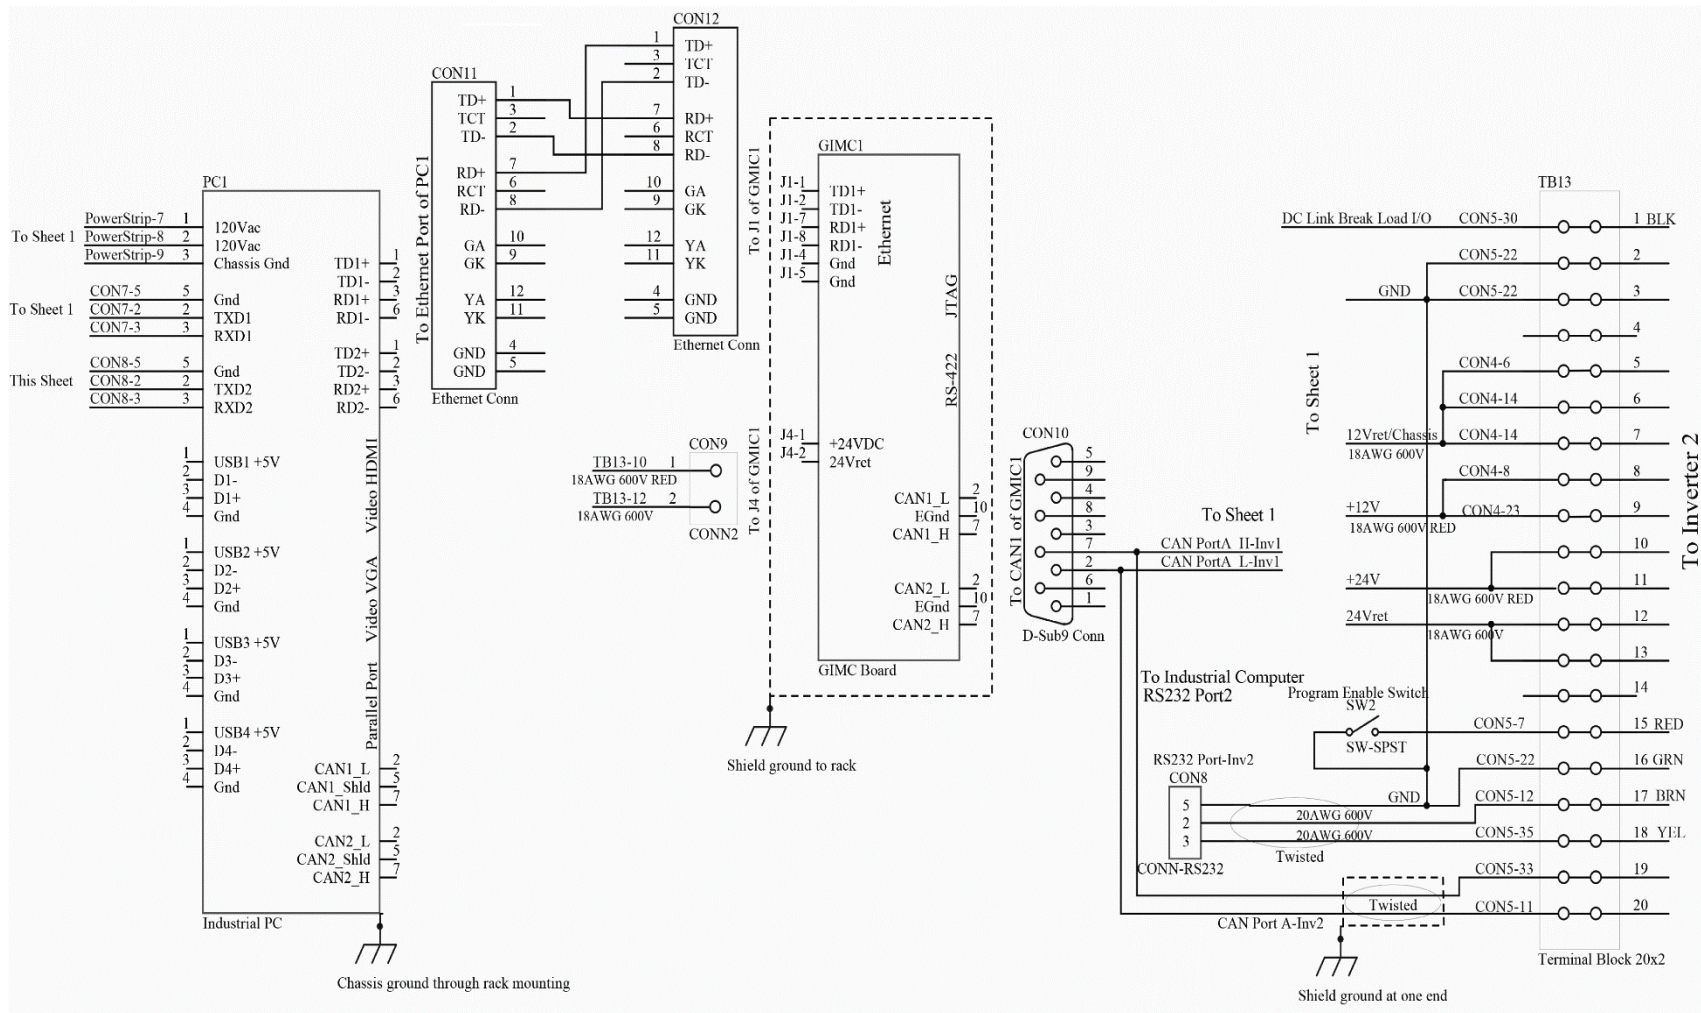 CON12
1 TD+
3 TCT
2 TD-
7 RD+
6 RCT
8 RD-
10 GA
9 GK
12 YA
11 YK
4 GND
5 GND
Ethernet Conn
To J1 of GMIC1
CON11
TD+ 1
TCT 3
TD- 2
RD+ 7
RCT 6
RD- 8
GA 10
GK 9
YA 12
YK 11
GND 4
GND 5
Ethernet Conn
To Ethernet Port of PC1
PC1
To Sheet 1
PowerStrip-7 1 120Vac
PowerStrip-8 2 120Vac
PowerStrip-9 3 Chassis Gnd
To Sheet 1
CON7-5 5 Gnd
CON7-2 2 TXD1
CON7-3 3 RXD1
This Sheet
CON8-5 5 Gnd
CON8-2 2 TXD2
CON8-3 3 RXD2
1 USB1 +5V
2 D1-
3 D1+
4 Gnd
1 USB2 +5V
2 D2-
3 D2+
4 Gnd
1 USB3 +5V
2 D3-
3 D3+
4 Gnd
1 USB4 +5V
2 D4-
3 D4+
4 Gnd
TD1+ 1
TD1- 2
RD1+ 3
RD1- 6
TD2+ 1
TD2- 2
RD2+ 3
RD2- 6
Video HDMI
Video VGA
Parallel Port
CAN1_L 2
CAN1_Shld 5
CAN1_H 7
CAN2_L 2
CAN2_Shld 5
CAN2_H 7
Industrial PC
Chassis ground through rack mounting
CON9
TB13-10 1
18AWG 600V RED
TB13-12 2
18AWG 600V
CONN2
To J4 of GMIC1
GIMC1
J1-1 TD1+
J1-2 TD1-
J1-7 RD1+
J1-8 RD1-
J1-4 Gnd
J1-5 Gnd
Ethernet
JTAG
RS-422
J4-1 +24VDC
J4-2 24Vret
CAN1_L 2
EGnd 10
CAN1_H 7
CAN2_L 2
EGnd 10
CAN2_H 7
GIMC Board
Shield ground to rack
CON10
5
9
4
8
3
7
2
6
1
D-Sub9 Conn
To CAN1 of GMIC1
To Sheet 1
CAN PortA_II-Inv1
CAN PortA_L-Inv1
To Industrial Computer
RS232 Port2
Program Enable Switch
SW2
SW-SPST
RS232 Port-Inv2
CON8
5
2
3
CONN-RS232
GND
20AWG 600V
20AWG 600V
Twisted
Twisted
CAN Port A-Inv2
Shield ground at one end
To Sheet 1
TB13
DC Link Break Load I/O CON5-30 1 BLK
CON5-22 2
GND CON5-22 3
4
CON4-6 5
CON4-14 6
12Vret/Chassis CON4-14 7
18AWG 600V
CON4-8 8
+12V CON4-23 9
18AWG 600V RED
10
+24V 11
18AWG 600V RED
24Vret 12
18AWG 600V
13
14
CON5-7 15 RED
CON5-22 16 GRN
CON5-12 17 BRN
CON5-35 18 YEL
CON5-33 19
CON5-11 20
Terminal Block 20x2
To Inverter 2